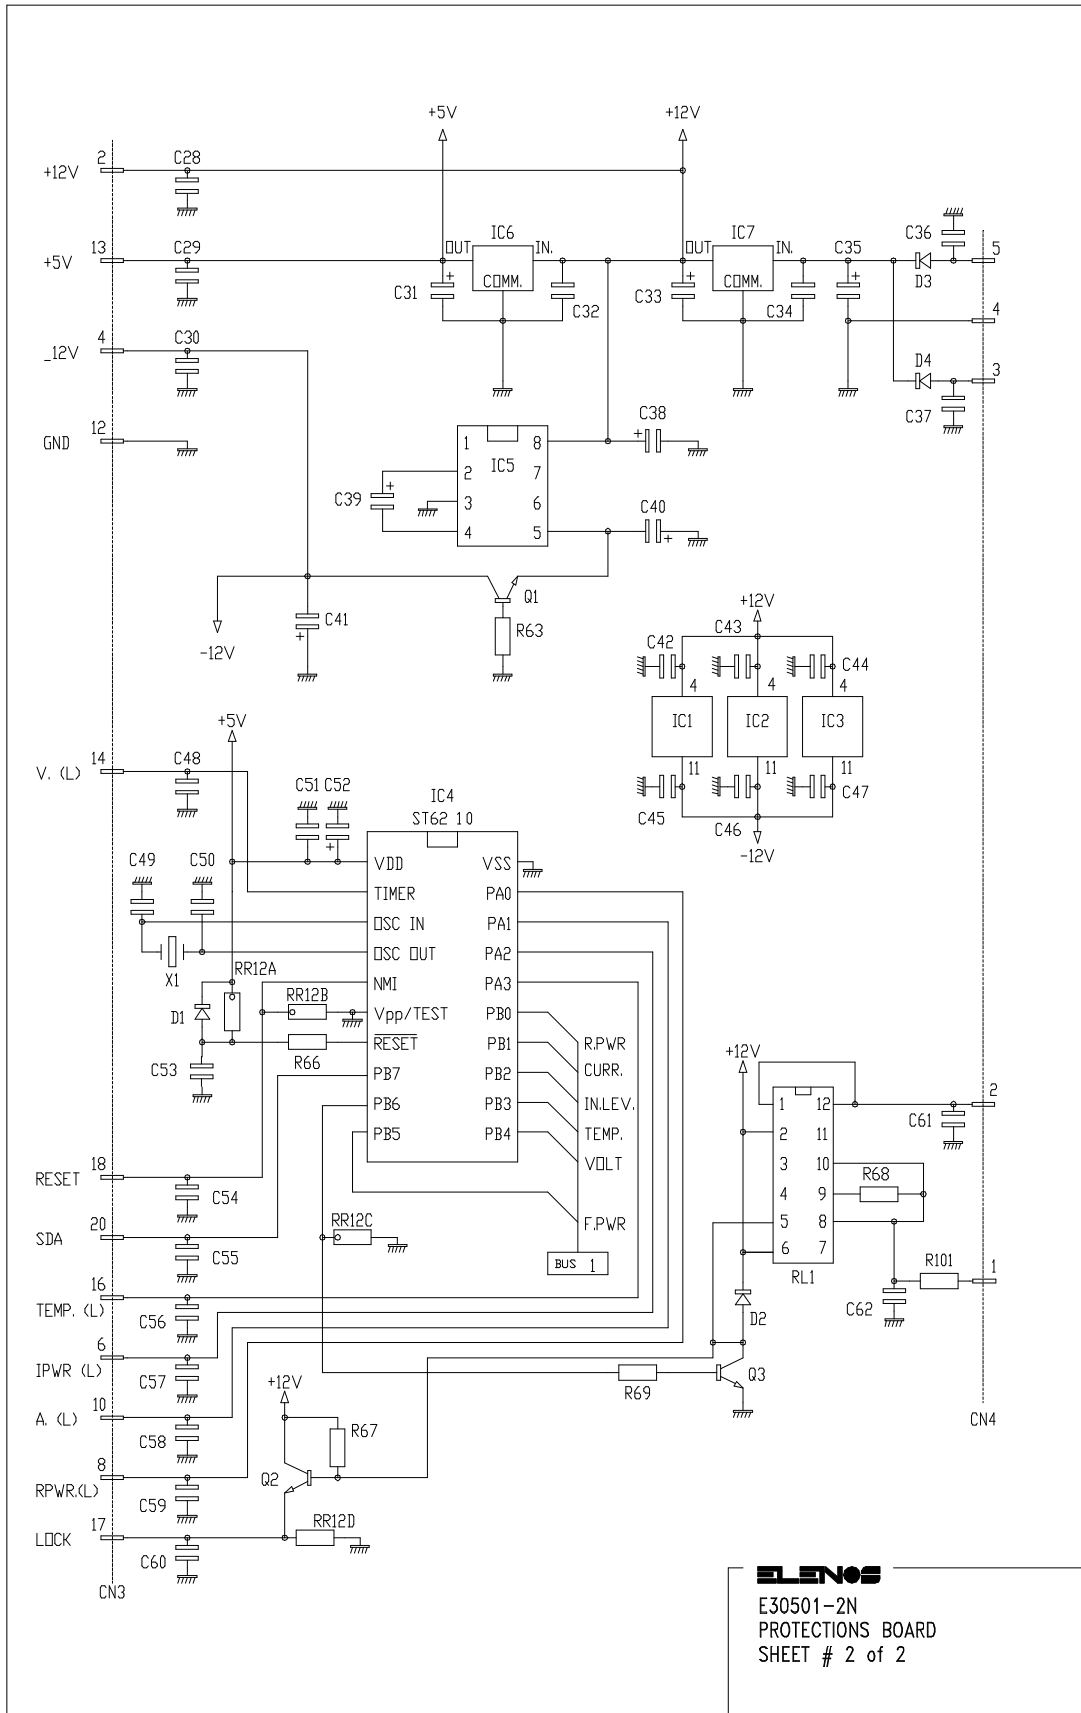 +5V +12V
2 C28
+12V
13 C29 OUT IC6 IN. OUT IC7 IN. C35 C36 5
+5V COMM. COMM. D3
C31 + C32 C33 + C34 +
4 C30 4
_12V
D4 3
C37
12 C38
GND +
1 8
IC5
2 7
C39 +
3 6
C40
4 5
+
Q1
C41 +
R63
-12V
+12V
C42 C43 C44
4 4 4
IC1 IC2 IC3
11 11 11
C45 C46 C47
-12V
+5V
14 C48
V. (L)
C51 C52
+
IC4
ST62 10
C49 C50
VDD VSS
TIMER PA0
OSC IN PA1
OSC OUT PA2
X1 RR12A
NMI PA3
RR12B
D1 Vpp/TEST PB0
RESET PB1
R66
C53
PB7 PB2
PB6 PB3
PB5 PB4
R.PWR
CURR.
IN.LEV.
TEMP.
VOLT
F.PWR
BUS 1
+12V
1 12 2
C61
2 11
3 10
4 9 R68
5 8
6 7
RL1
R101 1
C62
D2
18
RESET C54
20 RR12C
SDA C55
16
TEMP. (L) C56
6
IPWR (L) C57
R69 Q3
10 +12V
A. (L) C58
R67
CN4
8 Q2
RPWR.(L) C59
17 RR12D
LOCK C60
CN3
ELENOS
E30501-2N
PROTECTIONS BOARD
SHEET # 2 of 2